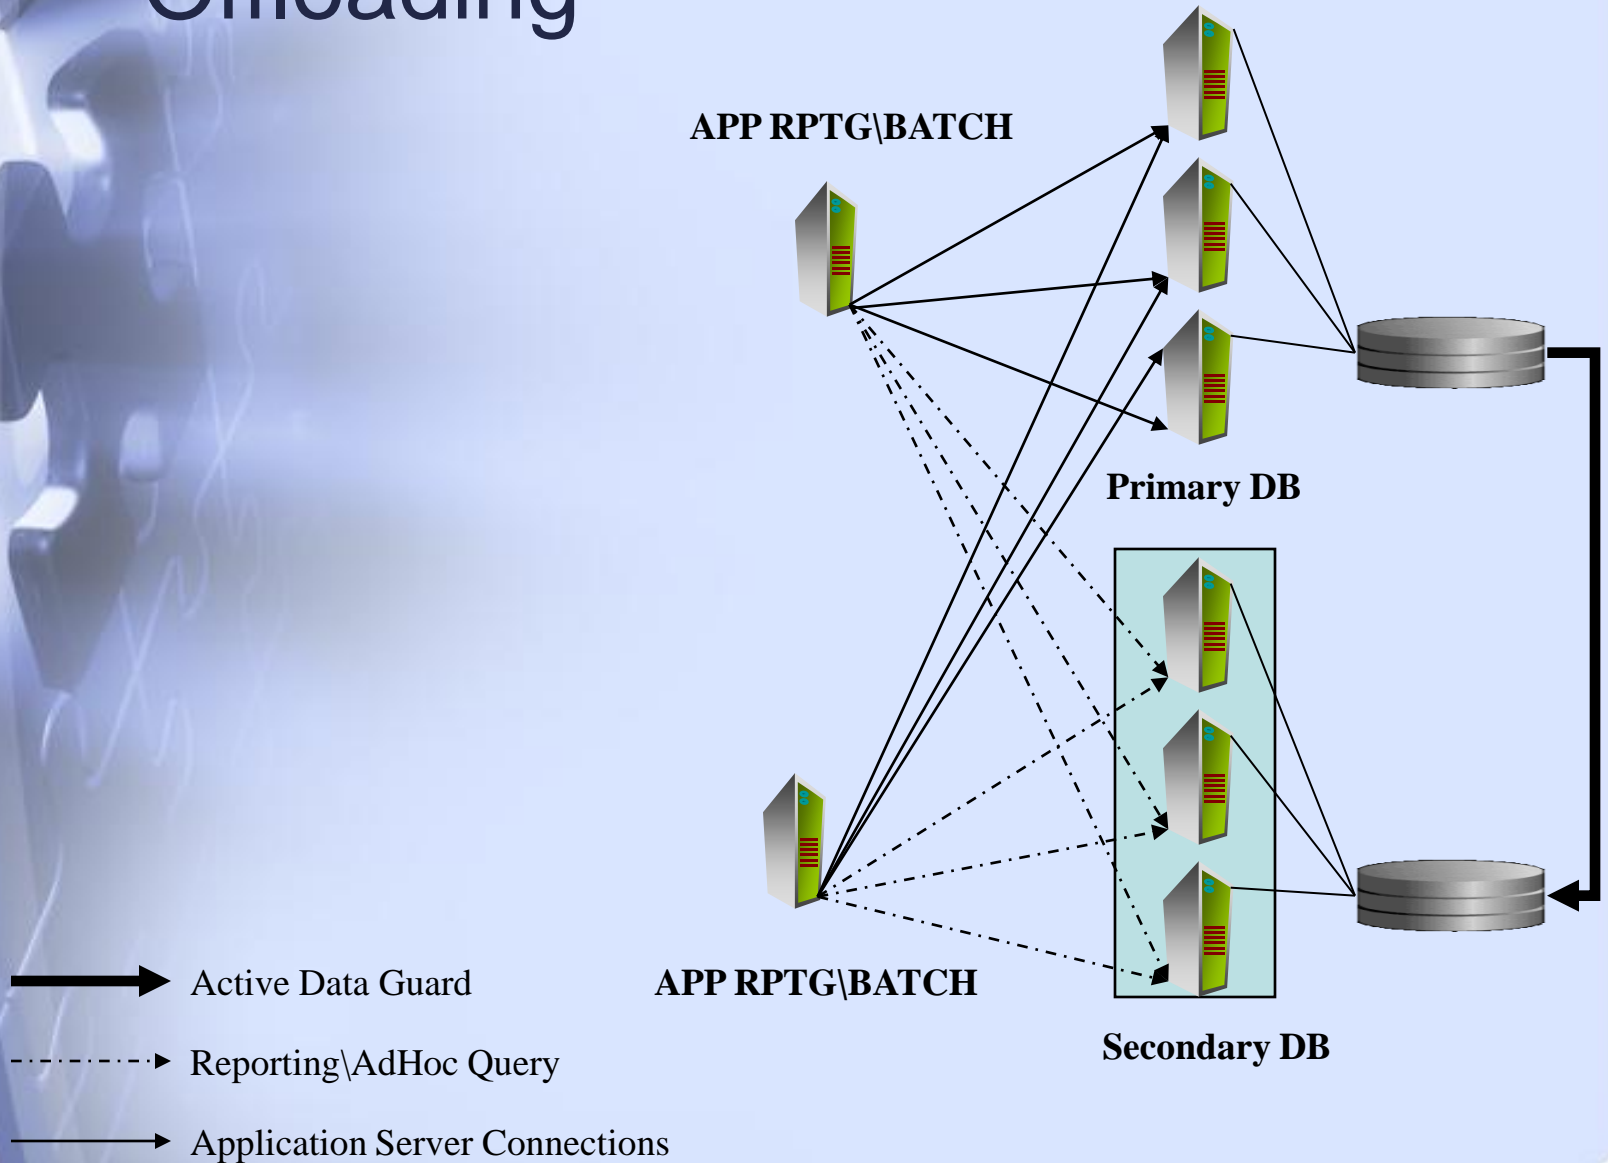 Offloading
APP RPTG\BATCH
Primary DB
APP RPTG\BATCH
Secondary DB
Active Data Guard
Reporting\AdHoc Query
Application Server Connections